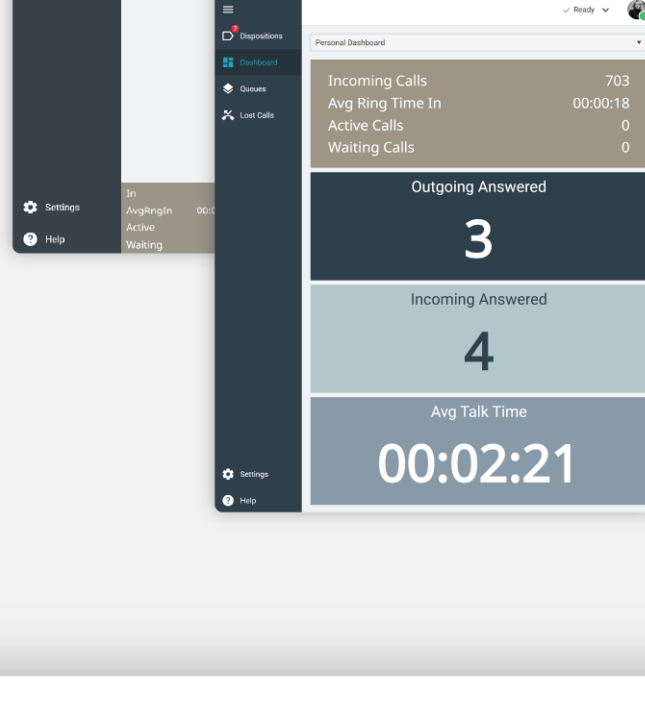 Ready
7
Dispositions
Personal Dashboard
Dashboard
Queues
Lost Calls
Incoming Calls 703
Avg Ring Time In 00:00:18
Active Calls 0
Waiting Calls 0
Outgoing Answered
3
Incoming Answered
4
Avg Talk Time
00:02:21
Settings
Help
Settings
Help
In
AvgRngIn
Active
Waiting